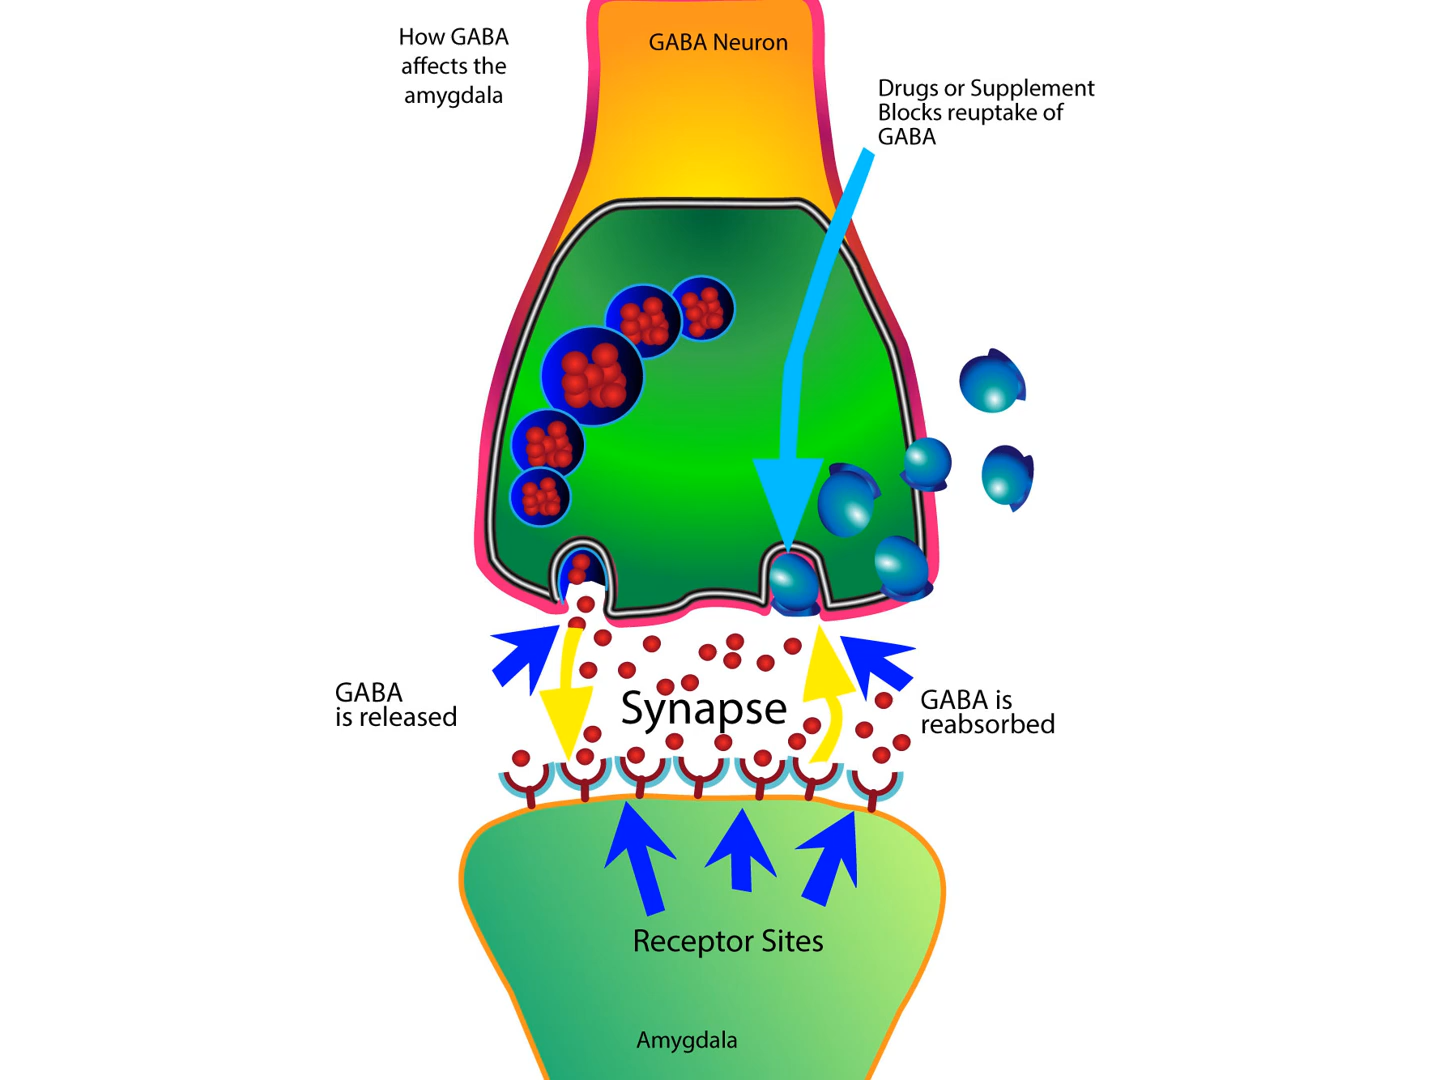 How GABA
affects the
amygdala
GABA Neuron
Drugs or Supplement
Blocks reuptake of
GABA
GABA
is released
Synapse
GABA is
reabsorbed
Receptor Sites
Amygdala